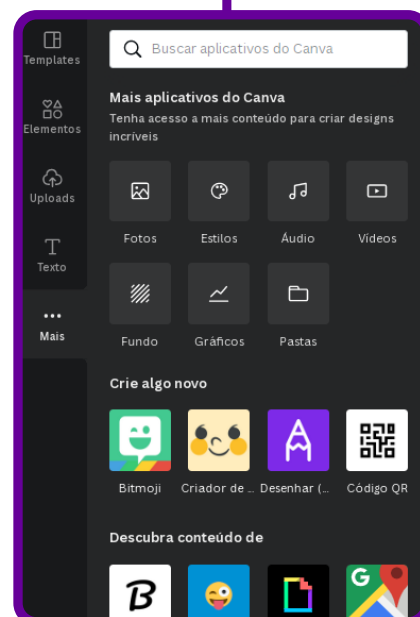 Templates
Elementos
Uploads
Texto
Mais
Buscar aplicativos do Canva
Mais aplicativos do Canva
Tenha acesso a mais conteúdo para criar designs
incríveis
Fotos Estilos Áudio Vídeos
Fundo Gráficos Pastas
Crie algo novo
Bitmoji Criador de ... Desenhar (... Código QR
Descubra conteúdo de
B
G